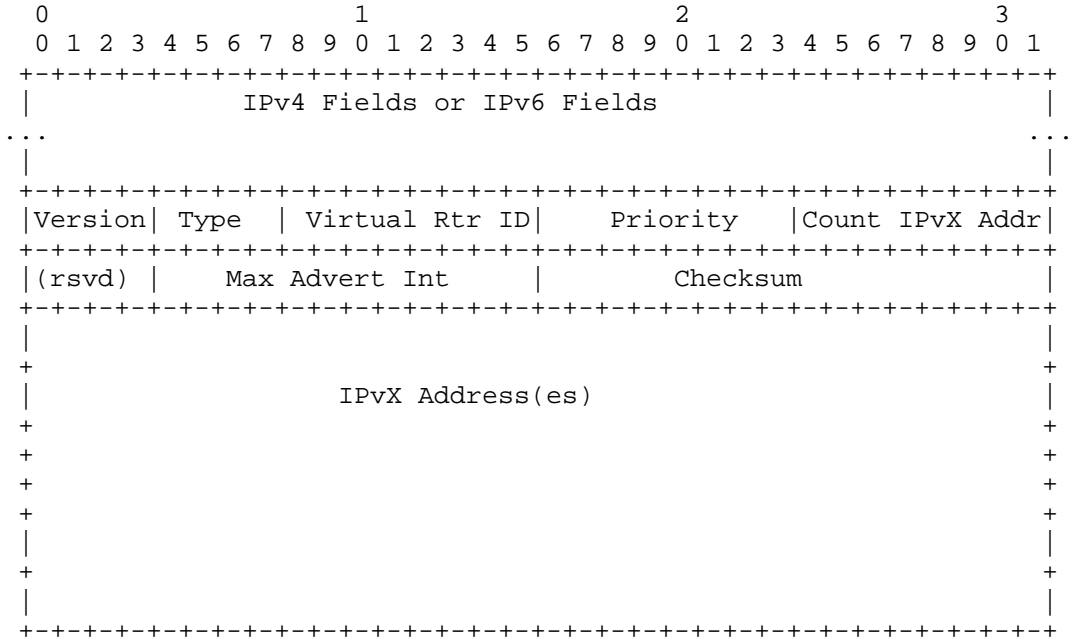 0                   1                   2                   3
 0 1 2 3 4 5 6 7 8 9 0 1 2 3 4 5 6 7 8 9 0 1 2 3 4 5 6 7 8 9 0 1
+-+-+-+-+-+-+-+-+-+-+-+-+-+-+-+-+-+-+-+-+-+-+-+-+-+-+-+-+-+-+-+-+
|             IPv4 Fields or IPv6 Fields                        |
... ...
| |
+-+-+-+-+-+-+-+-+-+-+-+-+-+-+-+-+-+-+-+-+-+-+-+-+-+-+-+-+-+-+-+-+
|Version| Type  | Virtual Rtr ID|    Priority   |Count IPvX Addr|
+-+-+-+-+-+-+-+-+-+-+-+-+-+-+-+-+-+-+-+-+-+-+-+-+-+-+-+-+-+-+-+-+
|(rsvd) |    Max Advert Int     |        Checksum               |
+-+-+-+-+-+-+-+-+-+-+-+-+-+-+-+-+-+-+-+-+-+-+-+-+-+-+-+-+-+-+-+-+
| |
+ +
|                   IPvX Address(es)                            |
+ +
+ +
+ +
+ +
| |
+ +
| |
+-+-+-+-+-+-+-+-+-+-+-+-+-+-+-+-+-+-+-+-+-+-+-+-+-+-+-+-+-+-+-+-+